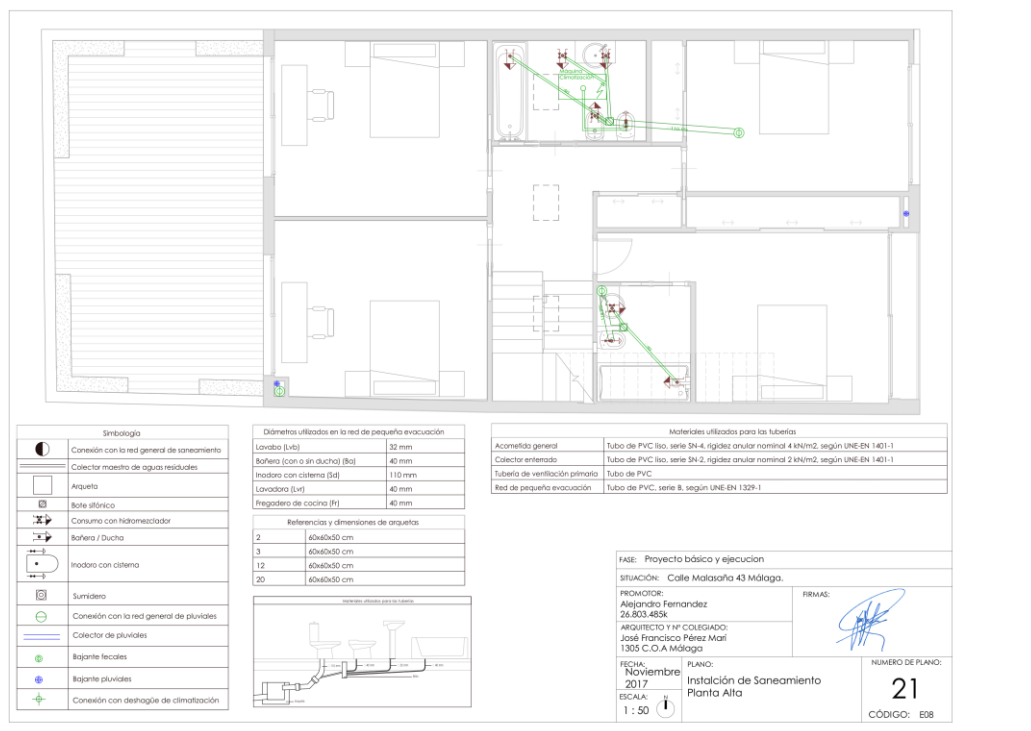 Máquina
Climatización
Simbología
Conexión con la red general de saneamiento
Colector maestro de aguas residuales
Arqueta
Bote sifónico
Consumo con hidromezclador
Bañera / Ducha
Inodoro con cisterna
Sumidero
Conexión con la red general de pluviales
Colector de pluviales
Bajante fecales
Bajante pluviales
Conexión con deshagüe de climatización
Diámetros utilizados en la red de pequeña evacuación
Lavabo (Lvb) 32 mm
Bañera (con o sin ducha) (Ba) 40 mm
Inodoro con cisterna (Sd) 110 mm
Lavadora (Lvr) 40 mm
Fregadero de cocina (Fr) 40 mm
Referencias y dimensiones de arquetas
2 60x60x50 cm
3 60x60x50 cm
12 60x60x50 cm
20 60x60x50 cm
Materiales utilizados para las tuberías
Materiales utilizados para las tuberías
Acometida general Tubo de PVC liso, serie SN-4, rigidez anular nominal 4 kN/m2, según UNE-EN 1401-1
Colector enterrado Tubo de PVC liso, serie SN-2, rigidez anular nominal 2 kN/m2, según UNE-EN 1401-1
Tubería de ventilación primaria Tubo de PVC
Red de pequeña evacuación Tubo de PVC, serie B, según UNE-EN 1329-1
FASE: Proyecto básico y ejecucion
SITUACIÓN: Calle Malasaña 43 Málaga.
PROMOTOR:
Alejandro Fernandez
26.803.485k
FIRMAS:
ARQUITECTO Y Nº COLEGIADO:
José Francisco Pérez Marí
1305 C.O.A Málaga
FECHA:
Noviembre
2017
ESCALA:
1 : 50
N
PLANO:
Instalción de Saneamiento
Planta Alta
NUMERO DE PLANO:
21
CÓDIGO: E08